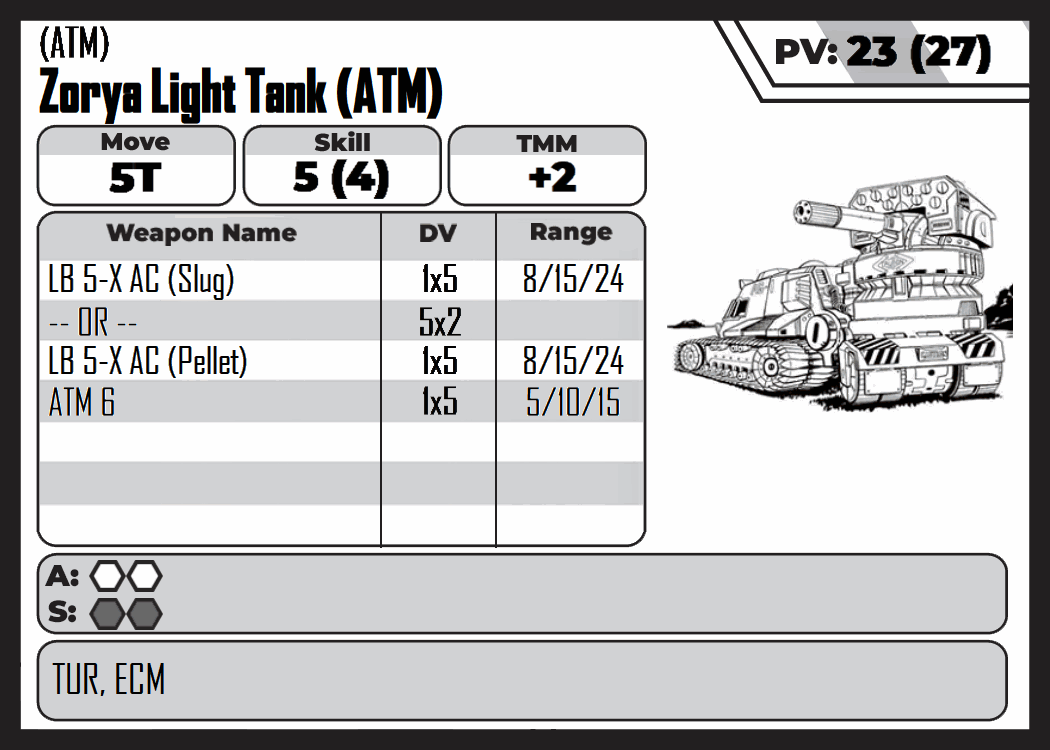 (ATM)
Zorya Light Tank (ATM)
PV: 23 (27)
Move
5T
Skill
5 (4)
TMM
+2
Weapon Name DV Range
LB 5-X AC (Slug) 1x5 8/15/24
-- OR -- 5x2
LB 5-X AC (Pellet) 1x5 8/15/24
ATM 6 1x5 5/10/15
A:
S:
TUR, ECM